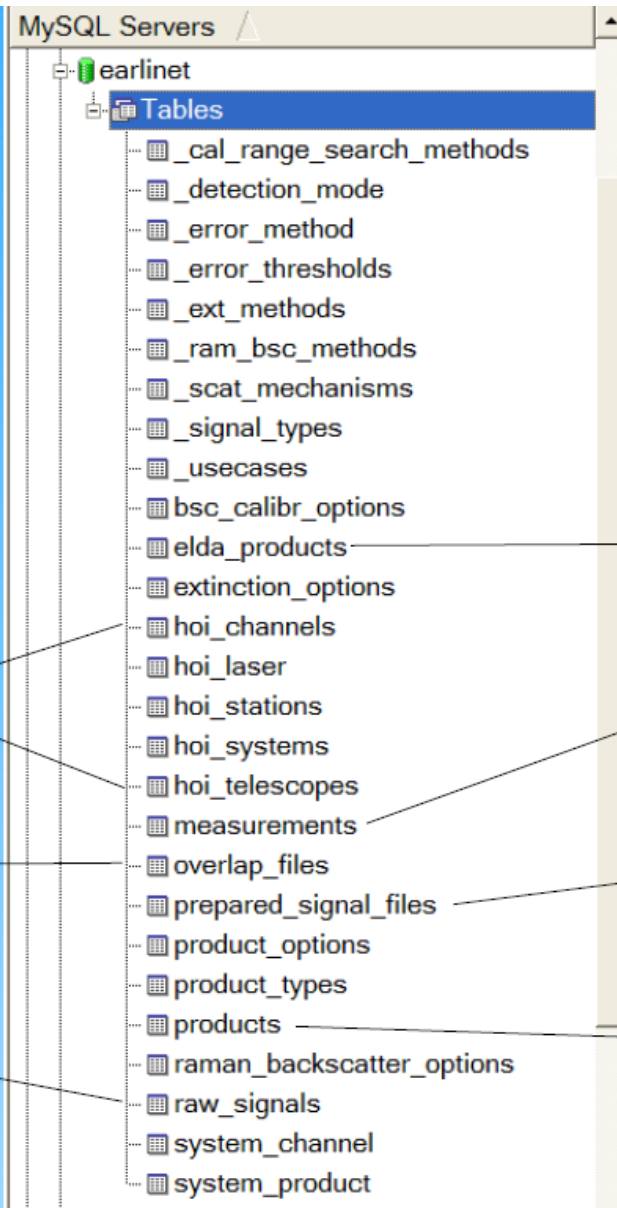 MySQL Servers
earlinet
Tables
_cal_range_search_methods
_detection_mode
_error_method
_error_thresholds
_ext_methods
_ram_bsc_methods
_scat_mechanisms
_signal_types
_usecases
bsc_calibr_options
elda_products
extinction_options
hoi_channels
hoi_laser
hoi_stations
hoi_systems
hoi_telescopes
measurements
overlap_files
prepared_signal_files
product_options
product_types
products
raman_backscatter_options
raw_signals
system_channel
system_product